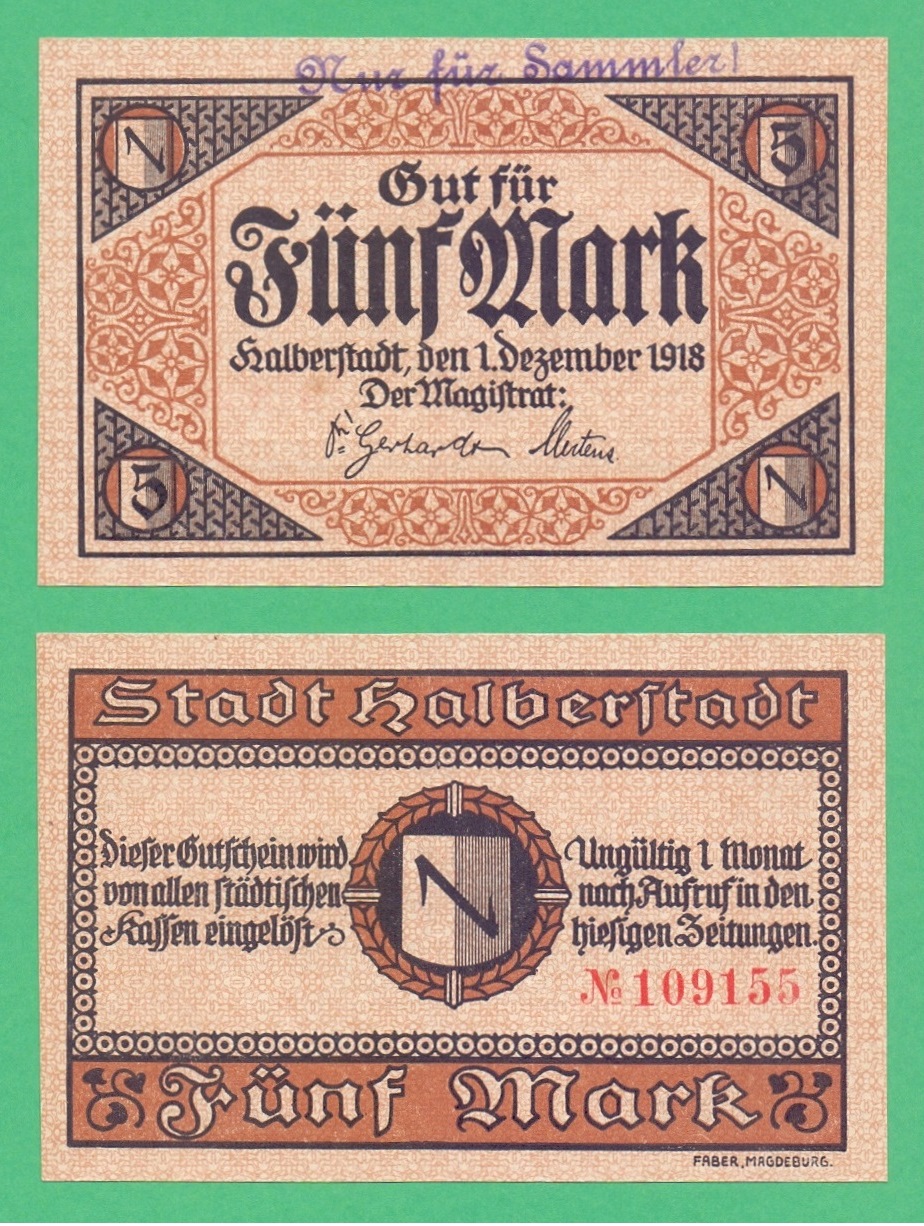 Nur für Sammler!
5
Gut für
Fünf Mark
Halberstadt, den 1. Dezember 1918
Der Magistrat:
Gerhardt Mertens
5
Stadt Halberstadt
Dieser Gutschein wird
von allen städtischen
Kassen eingelöst
Ungültig 1 Monat
nach Aufruf in den
hiesigen Zeitungen.
№ 109155
Fünf Mark
FABER, MAGDEBURG.